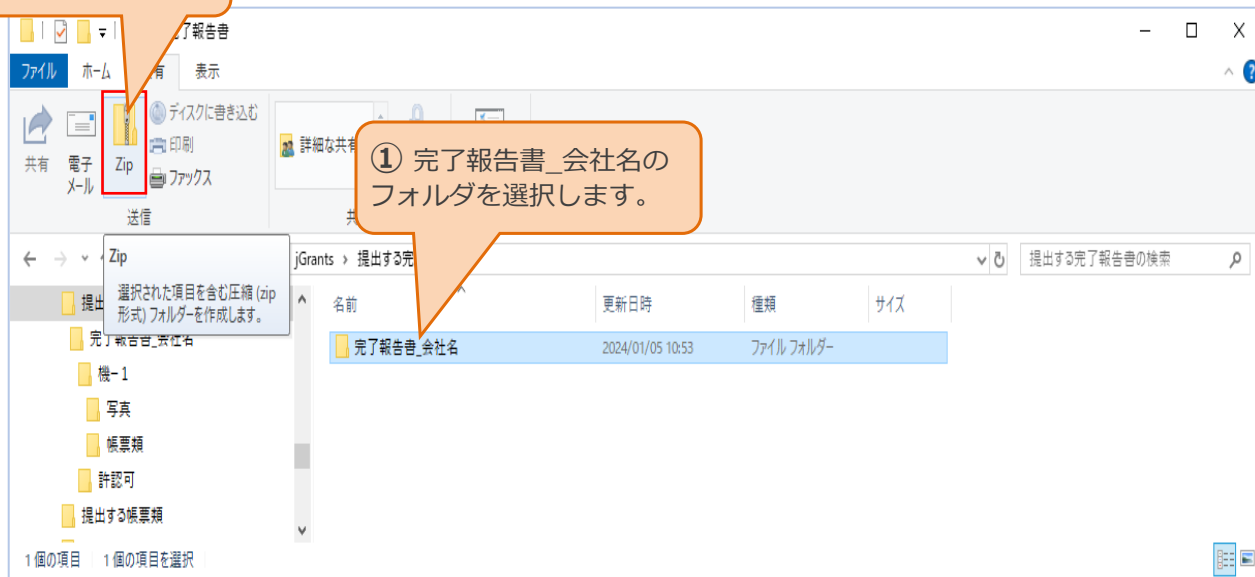 完了報告書
ファイル ホーム 有 表示
共有
電子
メール
Zip
ディスクに書き込む
印刷
ファックス
詳細な共有
送信
① 完了報告書_会社名の
フォルダを選択します。
Zip
選択された項目を含む圧縮 (zip
形式) フォルダーを作成します。
jGrants › 提出する完
提出する完了報告書の検索
名前 更新日時 種類 サイズ
完了報告書_会社名 2024/01/05 10:53 ファイル フォルダー
提出
完了報告書_会社名
機-1
写真
帳票類
許認可
提出する帳票類
1 個の項目 1 個の項目を選択